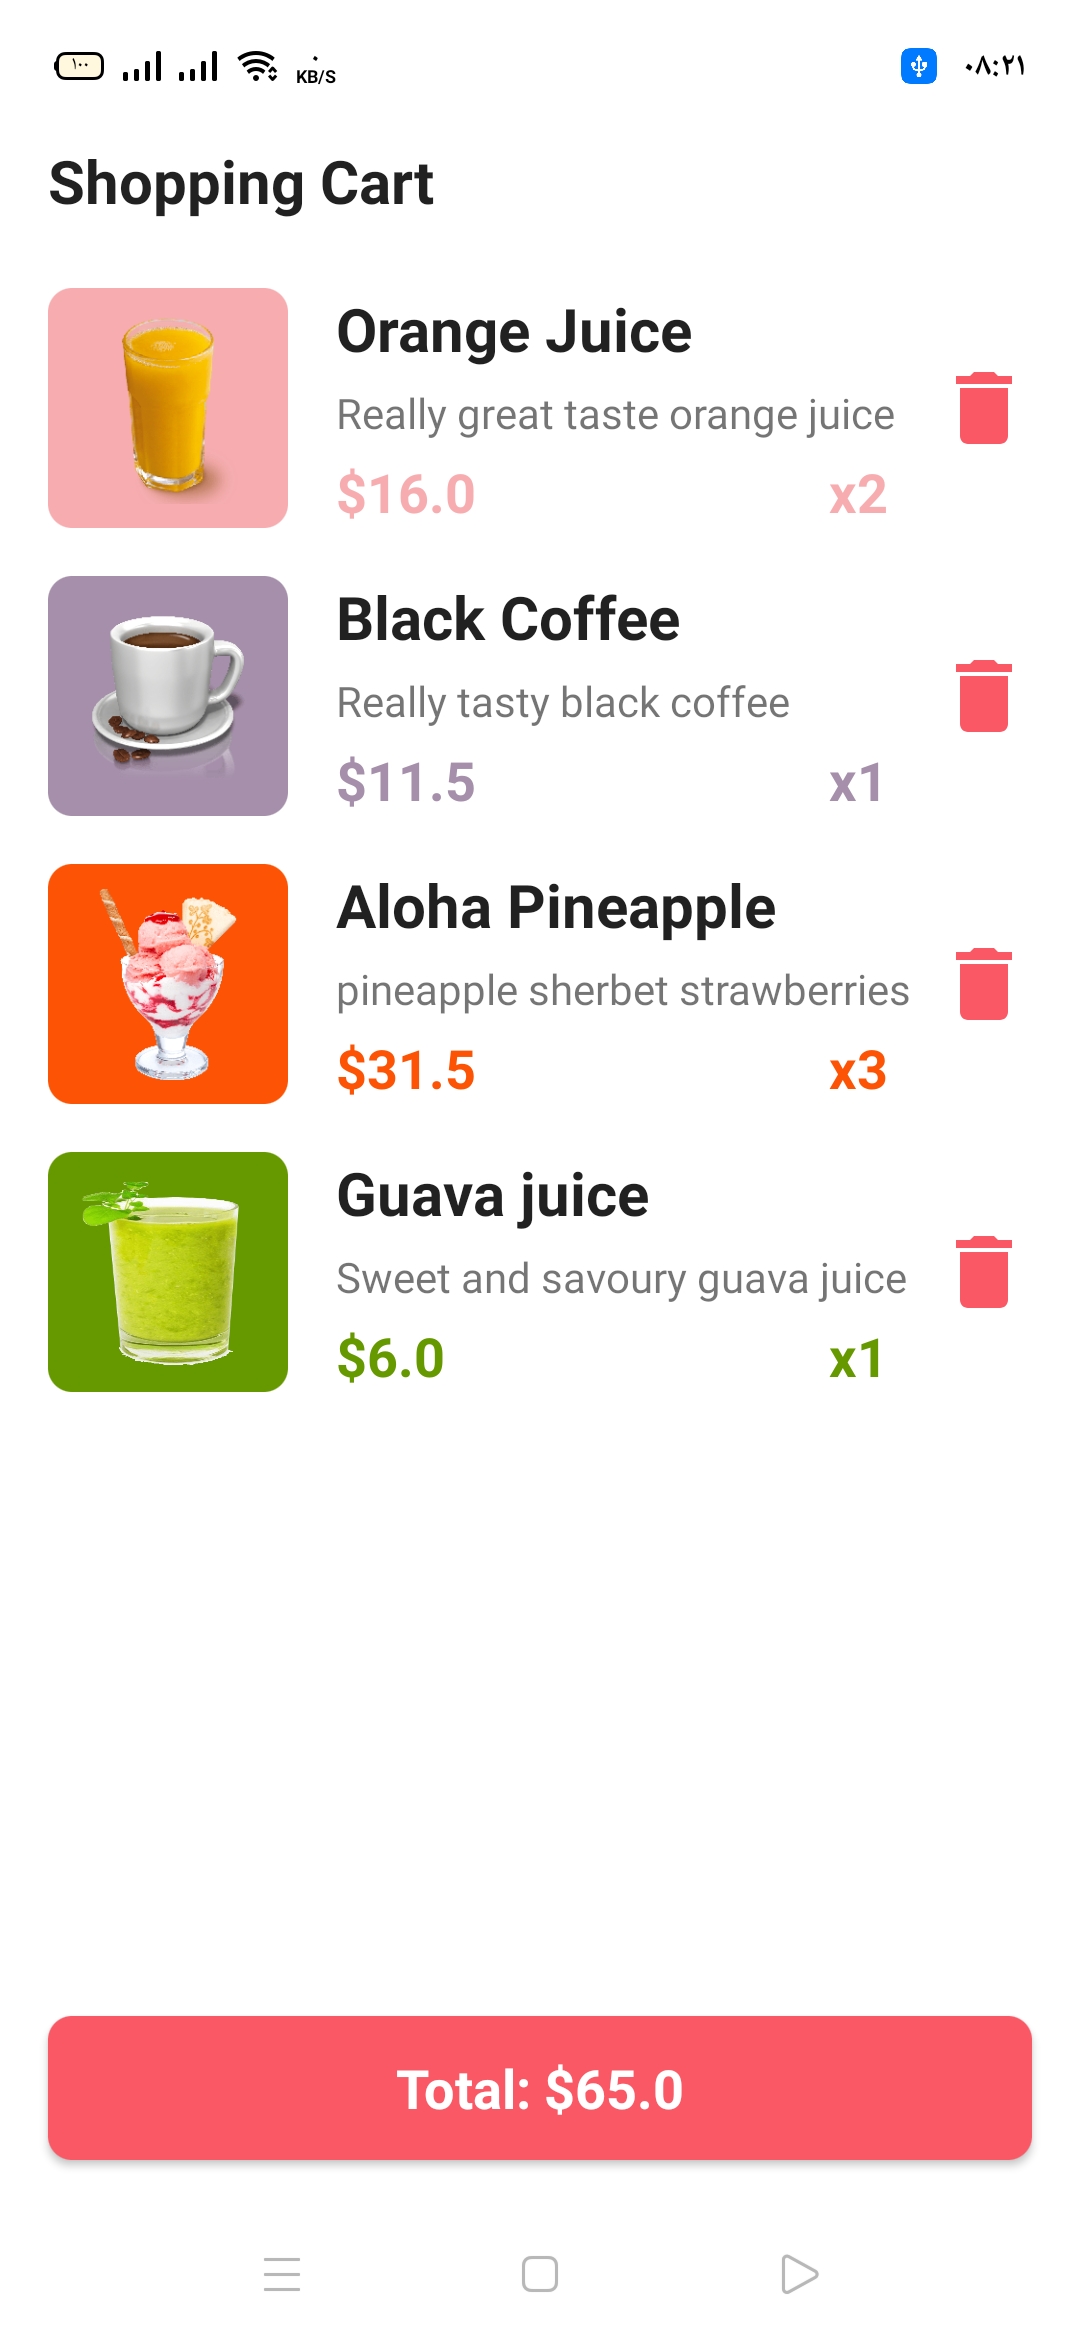 ١٠٠ ٠ KB/S ٠٨:٢١
Shopping Cart
Orange Juice
Really great taste orange juice
$16.0 x2
Black Coffee
Really tasty black coffee
$11.5 x1
Aloha Pineapple
pineapple sherbet strawberries
$31.5 x3
Guava juice
Sweet and savoury guava juice
$6.0 x1
Total: $65.0